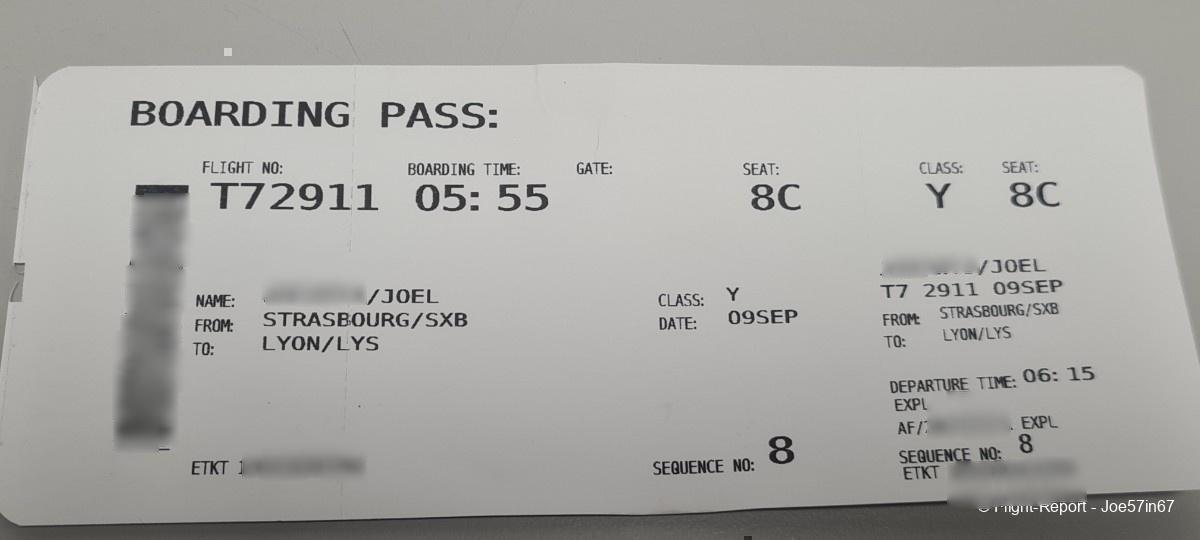 BOARDING PASS:
FLIGHT NO: BOARDING TIME: GATE: SEAT: CLASS: SEAT:
T72911 05: 55 8C Y 8C
NAME: /JOEL
FROM: STRASBOURG/SXB
TO: LYON/LYS
CLASS: Y
DATE: 09SEP
ETKT
SEQUENCE NO: 8
/JOEL
T7 2911 09SEP
FROM: STRASBOURG/SXB
TO: LYON/LYS
DEPARTURE TIME: 06: 15
EXPL
AF/ EXPL
SEQUENCE NO: 8
ETKT
© Flight-Report - Joe57in67